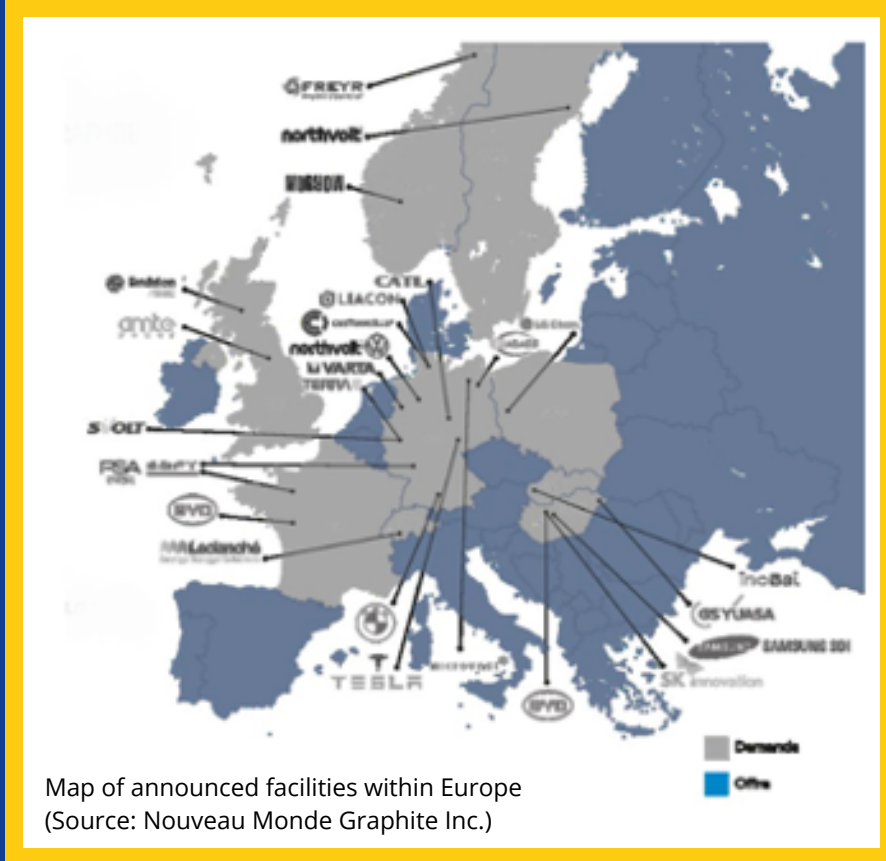 FREYR
northvolt
CATL
LEACON
northvolt
VARTA
SVOLT
PSA
BYD
Leclanché
InoBat
GS YUASA
SAMSUNG SDI
SK innovation
TESLA
BYD
Demande
Offre
Map of announced facilities within Europe
(Source: Nouveau Monde Graphite Inc.)